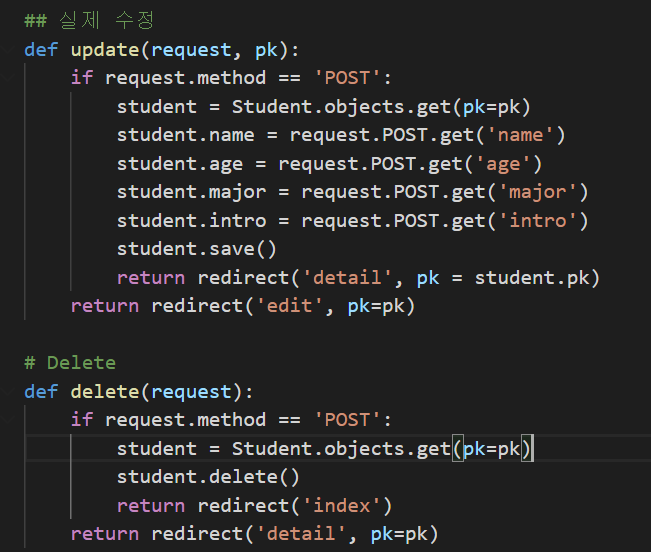 ## 실제 수정
def update(request, pk):
    if request.method == 'POST':
        student = Student.objects.get(pk=pk)
        student.name = request.POST.get('name')
        student.age = request.POST.get('age')
        student.major = request.POST.get('major')
        student.intro = request.POST.get('intro')
        student.save()
        return redirect('detail', pk = student.pk)
    return redirect('edit', pk=pk)

# Delete
def delete(request):
    if request.method == 'POST':
        student = Student.objects.get(pk=pk)
        student.delete()
        return redirect('index')
    return redirect('detail', pk=pk)